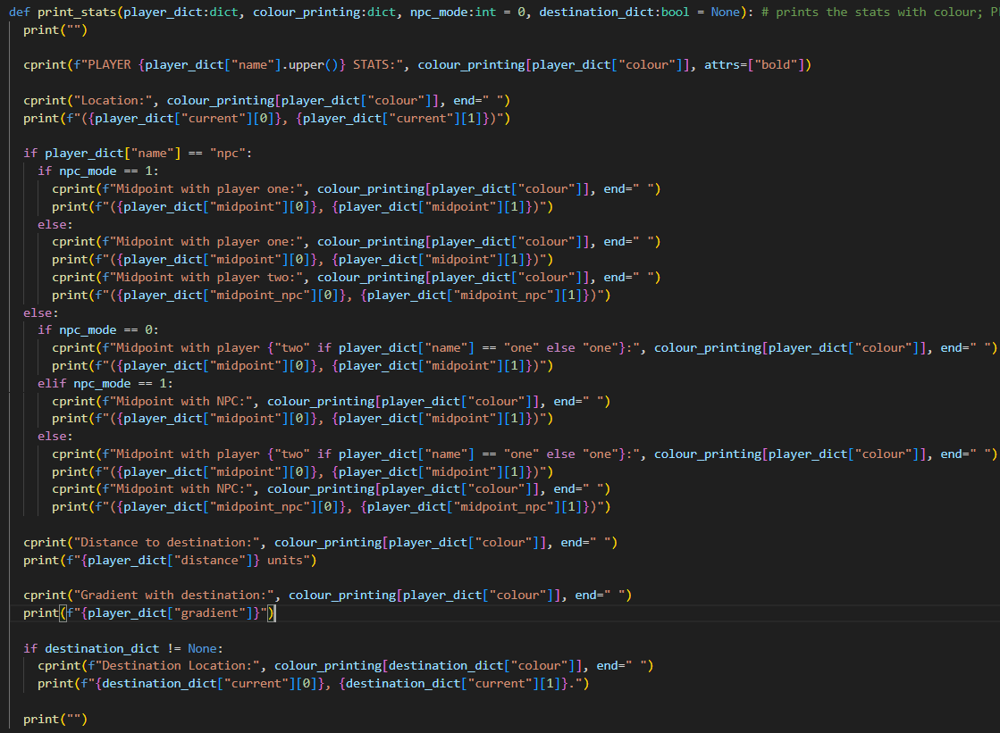 def print_stats(player_dict:dict, colour_printing:dict, npc_mode:int = 0, destination_dict:bool = None): # prints the stats with colour;
  print("")

  cprint(f"PLAYER {player_dict["name"].upper()} STATS:", colour_printing[player_dict["colour"]], attrs=["bold"])

  cprint("Location:", colour_printing[player_dict["colour"]], end=" ")
  print(f"({player_dict["current"][0]}, {player_dict["current"][1]})")

  if player_dict["name"] == "npc":
    if npc_mode == 1:
      cprint(f"Midpoint with player one:", colour_printing[player_dict["colour"]], end=" ")
      print(f"({player_dict["midpoint"][0]}, {player_dict["midpoint"][1]})")
    else:
      cprint(f"Midpoint with player one:", colour_printing[player_dict["colour"]], end=" ")
      print(f"({player_dict["midpoint"][0]}, {player_dict["midpoint"][1]})")
      cprint(f"Midpoint with player two:", colour_printing[player_dict["colour"]], end=" ")
      print(f"({player_dict["midpoint_npc"][0]}, {player_dict["midpoint_npc"][1]})")
  else:
    if npc_mode == 0:
      cprint(f"Midpoint with player {"two" if player_dict["name"] == "one" else "one"}:", colour_printing[player_dict["colour"]], end=" ")
      print(f"({player_dict["midpoint"][0]}, {player_dict["midpoint"][1]})")
    elif npc_mode == 1:
      cprint(f"Midpoint with NPC:", colour_printing[player_dict["colour"]], end=" ")
      print(f"({player_dict["midpoint"][0]}, {player_dict["midpoint"][1]})")
    else:
      cprint(f"Midpoint with player {"two" if player_dict["name"] == "one" else "one"}:", colour_printing[player_dict["colour"]], end=" ")
      print(f"({player_dict["midpoint"][0]}, {player_dict["midpoint"][1]})")
      cprint(f"Midpoint with NPC:", colour_printing[player_dict["colour"]], end=" ")
      print(f"({player_dict["midpoint_npc"][0]}, {player_dict["midpoint_npc"][1]})")

  cprint("Distance to destination:", colour_printing[player_dict["colour"]], end=" ")
  print(f"{player_dict["distance"]} units")

  cprint("Gradient with destination:", colour_printing[player_dict["colour"]], end=" ")
  print(f"{player_dict["gradient"]}")

  if destination_dict != None:
    cprint(f"Destination Location:", colour_printing[destination_dict["colour"]], end=" ")
    print(f"{destination_dict["current"][0]}, {destination_dict["current"][1]}.")

  print("")